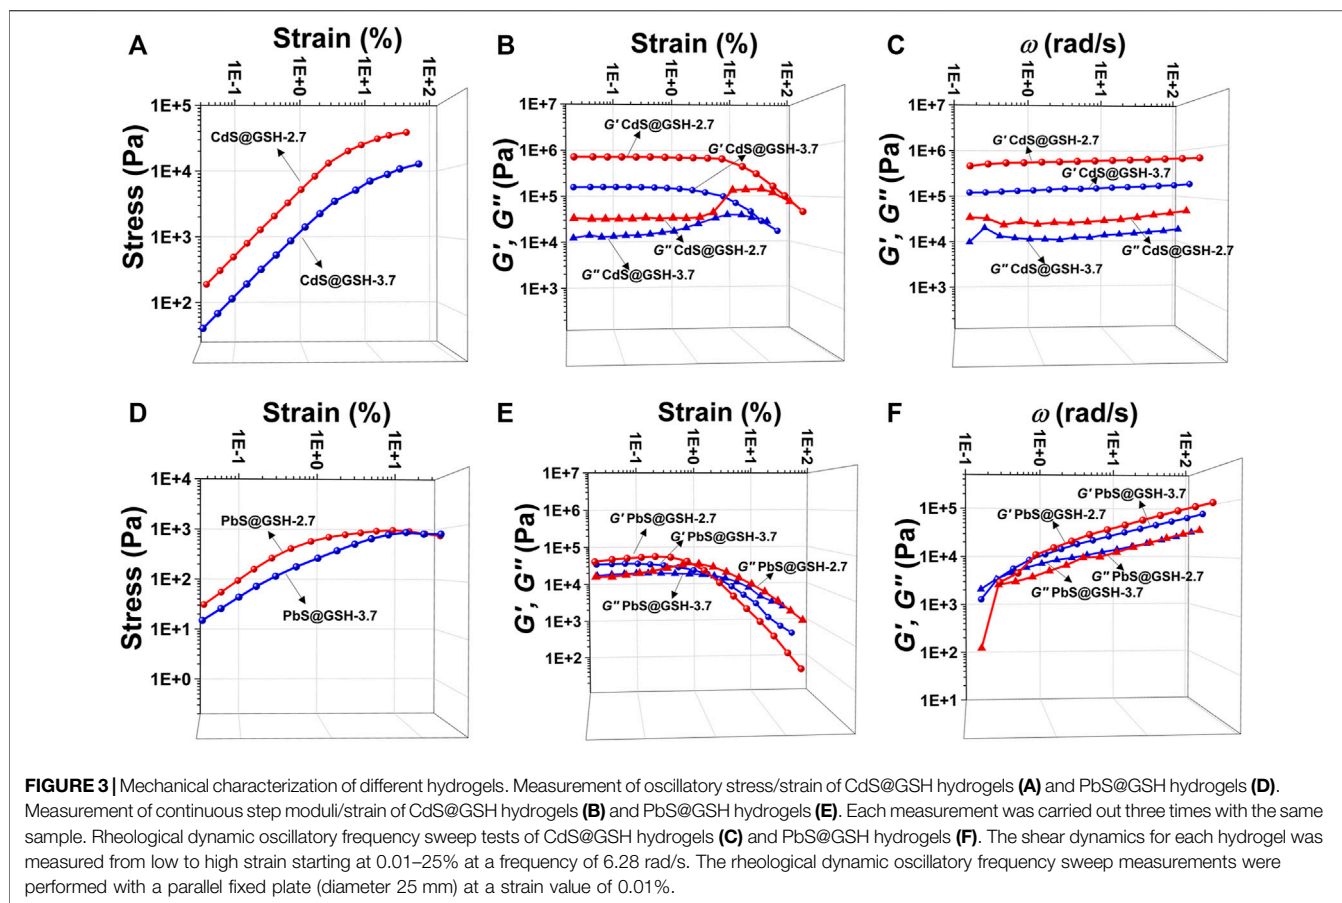 A
Strain (%)
1E-1
1E+0
1E+1
1E+2
1E+5
1E+4
1E+3
1E+2
Stress (Pa)
CdS@GSH-2.7
CdS@GSH-3.7
B
Strain (%)
1E-1
1E+0
1E+1
1E+2
1E+7
1E+6
1E+5
1E+4
1E+3
G', G'' (Pa)
G' CdS@GSH-2.7
G' CdS@GSH-3.7
G'' CdS@GSH-2.7
G'' CdS@GSH-3.7
C
ω (rad/s)
1E-1
1E+0
1E+1
1E+2
1E+7
1E+6
1E+5
1E+4
1E+3
G', G'' (Pa)
G' CdS@GSH-2.7
G' CdS@GSH-3.7
G'' CdS@GSH-2.7
G'' CdS@GSH-3.7
D
Strain (%)
1E-1
1E+0
1E+1
1E+4
1E+3
1E+2
1E+1
1E+0
Stress (Pa)
PbS@GSH-2.7
PbS@GSH-3.7
E
Strain (%)
1E-1
1E+0
1E+1
1E+2
1E+7
1E+6
1E+5
1E+4
1E+3
1E+2
G', G'' (Pa)
G' PbS@GSH-2.7
G' PbS@GSH-3.7
G'' PbS@GSH-2.7
G'' PbS@GSH-3.7
F
ω (rad/s)
1E-1
1E+0
1E+1
1E+2
1E+5
1E+4
1E+3
1E+2
1E+1
G', G'' (Pa)
G' PbS@GSH-3.7
G' PbS@GSH-2.7
G'' PbS@GSH-2.7
G'' PbS@GSH-3.7
FIGURE 3 | Mechanical characterization of different hydrogels. Measurement of oscillatory stress/strain of CdS@GSH hydrogels (A) and PbS@GSH hydrogels (D).
Measurement of continuous step moduli/strain of CdS@GSH hydrogels (B) and PbS@GSH hydrogels (E). Each measurement was carried out three times with the same
sample. Rheological dynamic oscillatory frequency sweep tests of CdS@GSH hydrogels (C) and PbS@GSH hydrogels (F). The shear dynamics for each hydrogel was
measured from low to high strain starting at 0.01–25% at a frequency of 6.28 rad/s. The rheological dynamic oscillatory frequency sweep measurements were
performed with a parallel fixed plate (diameter 25 mm) at a strain value of 0.01%.